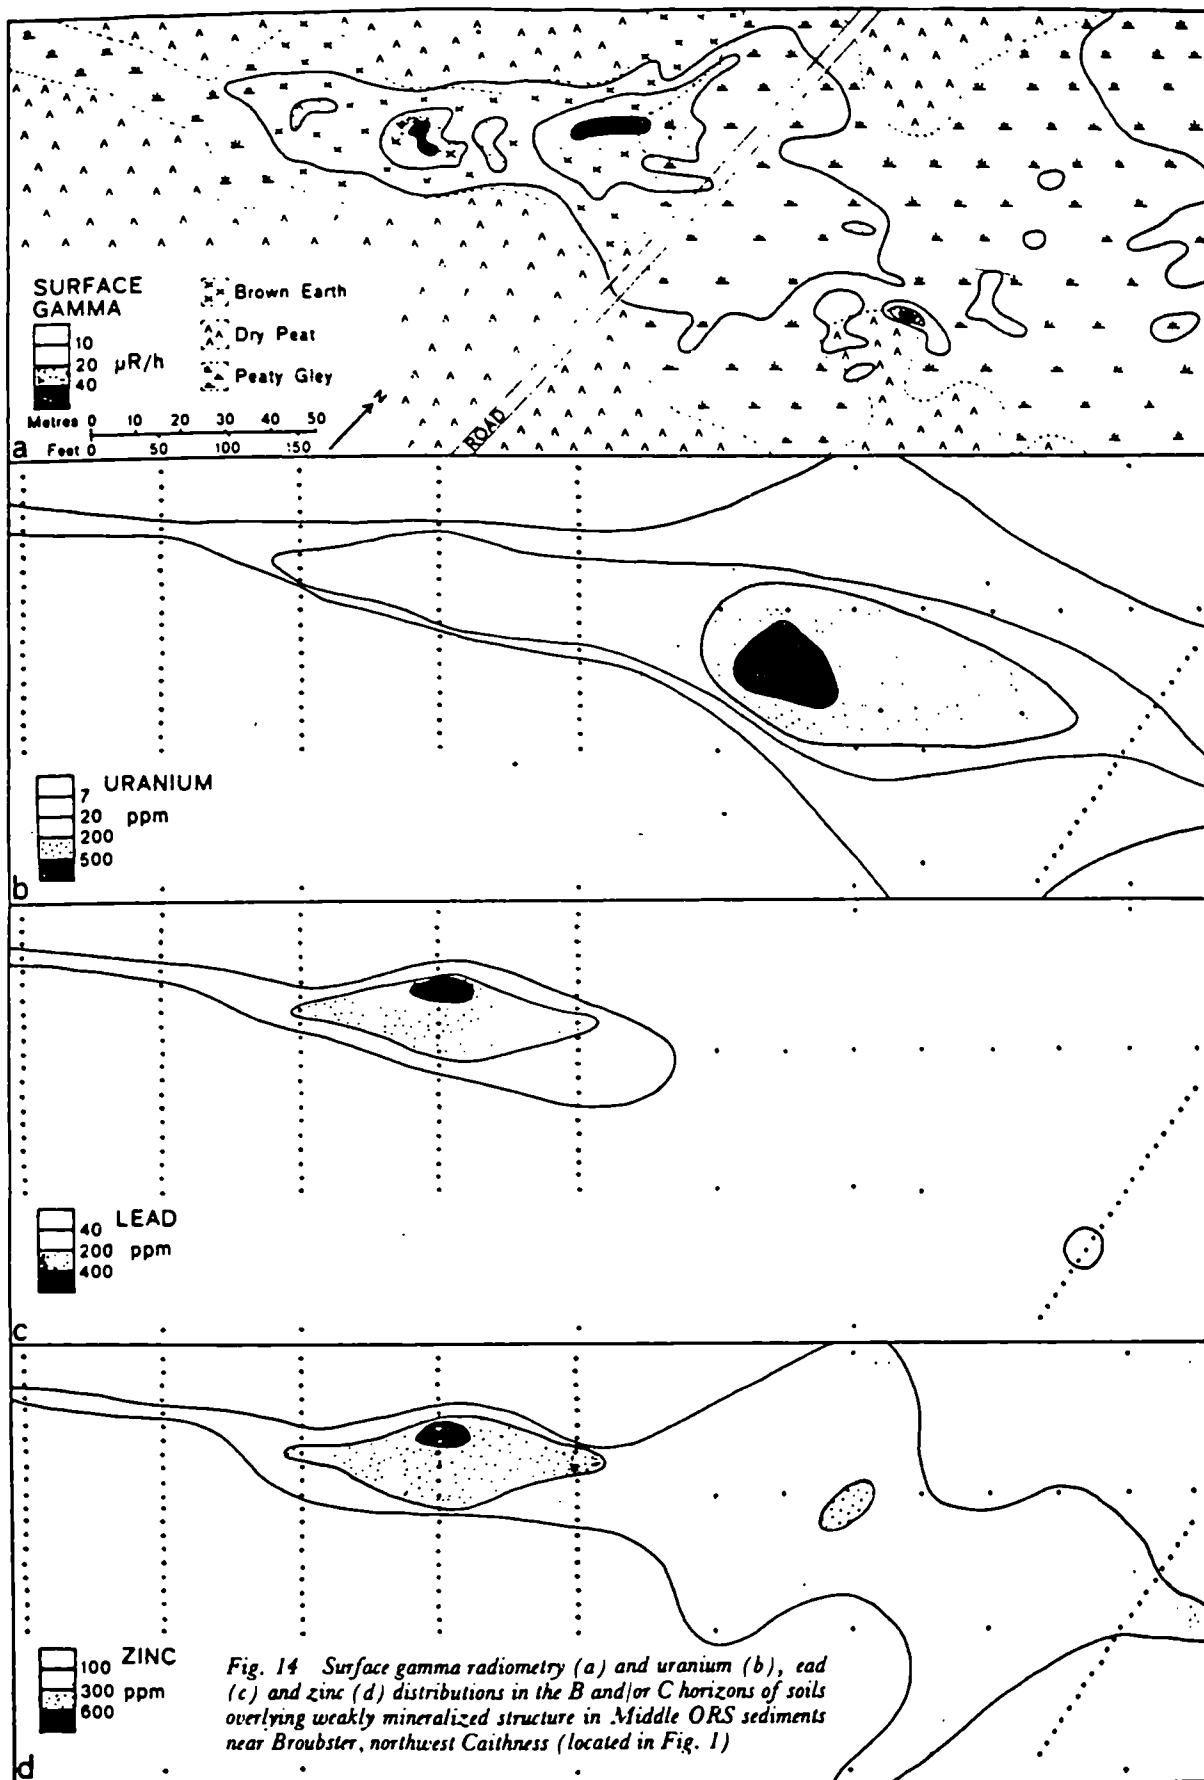 SURFACE
GAMMA
10
20 µR/h
40
Brown Earth
Dry Peat
Peaty Gley
Metres 0 10 20 30 40 50
Feet 0 50 100 150
N
ROAD
a
URANIUM
7
20 ppm
200
500
b
LEAD
40
200 ppm
400
c
ZINC
100
300 ppm
600
d
Fig. 14 Surface gamma radiometry (a) and uranium (b), ead
(c) and zinc (d) distributions in the B and/or C horizons of soils
overlying weakly mineralized structure in Middle ORS sediments
near Broubster, northwest Caithness (located in Fig. 1)